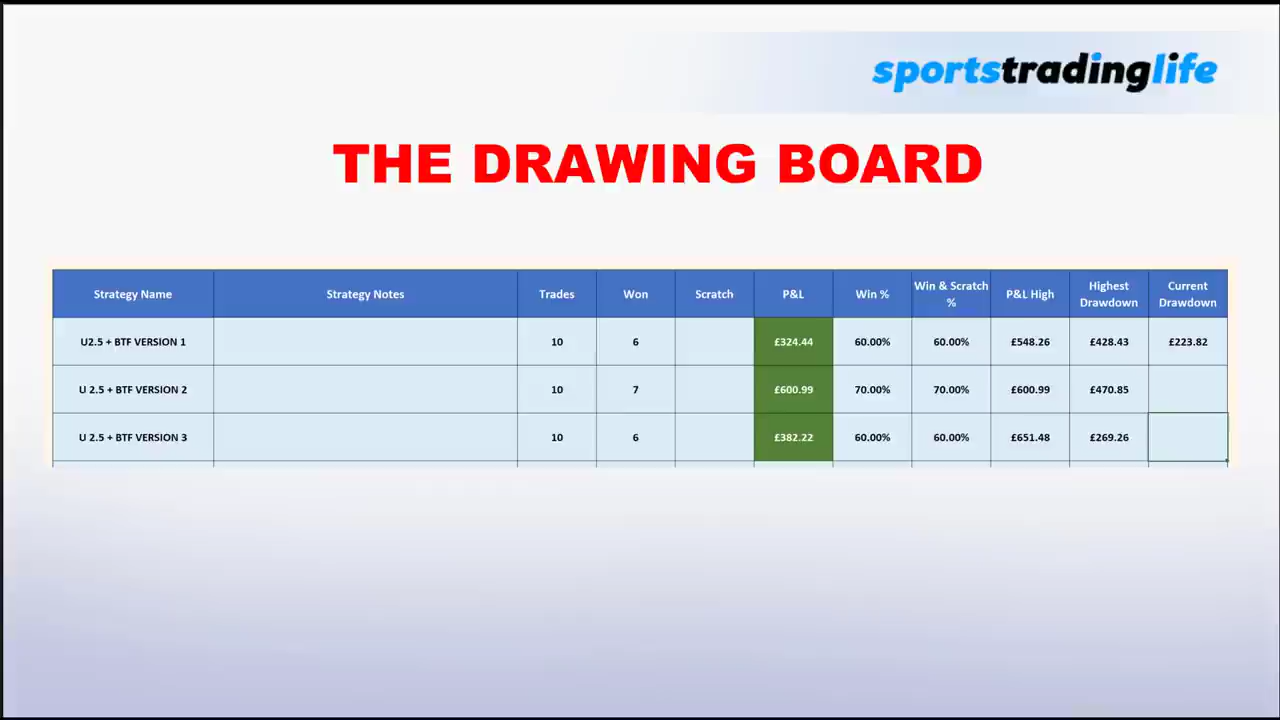 sportstradinglife
THE DRAWING BOARD
Strategy Name Strategy Notes Trades Won Scratch P&L Win % Win & Scratch % P&L High Highest Drawdown Current Drawdown
U2.5 + BTF VERSION 1 10 6 £324.44 60.00% 60.00% £548.26 £428.43 £223.82
U 2.5 + BTF VERSION 2 10 7 £600.99 70.00% 70.00% £600.99 £470.85
U 2.5 + BTF VERSION 3 10 6 £382.22 60.00% 60.00% £651.48 £269.26